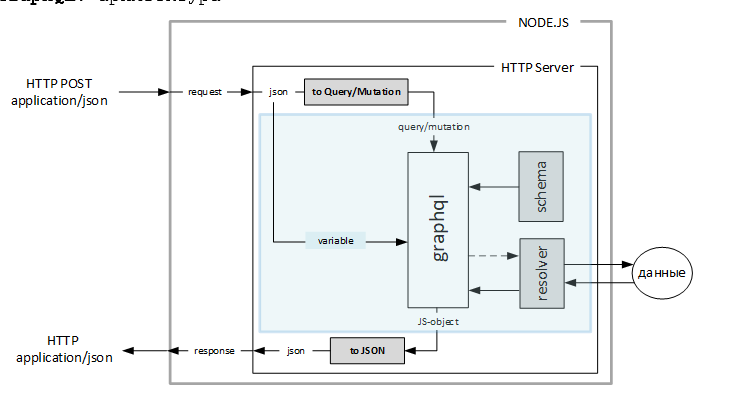 NODE.JS
HTTP Server
HTTP POST
application/json
request
json
to Query/Mutation
query/mutation
graphql
schema
variable
resolver
данные
JS-object
HTTP
application/json
response
json
to JSON